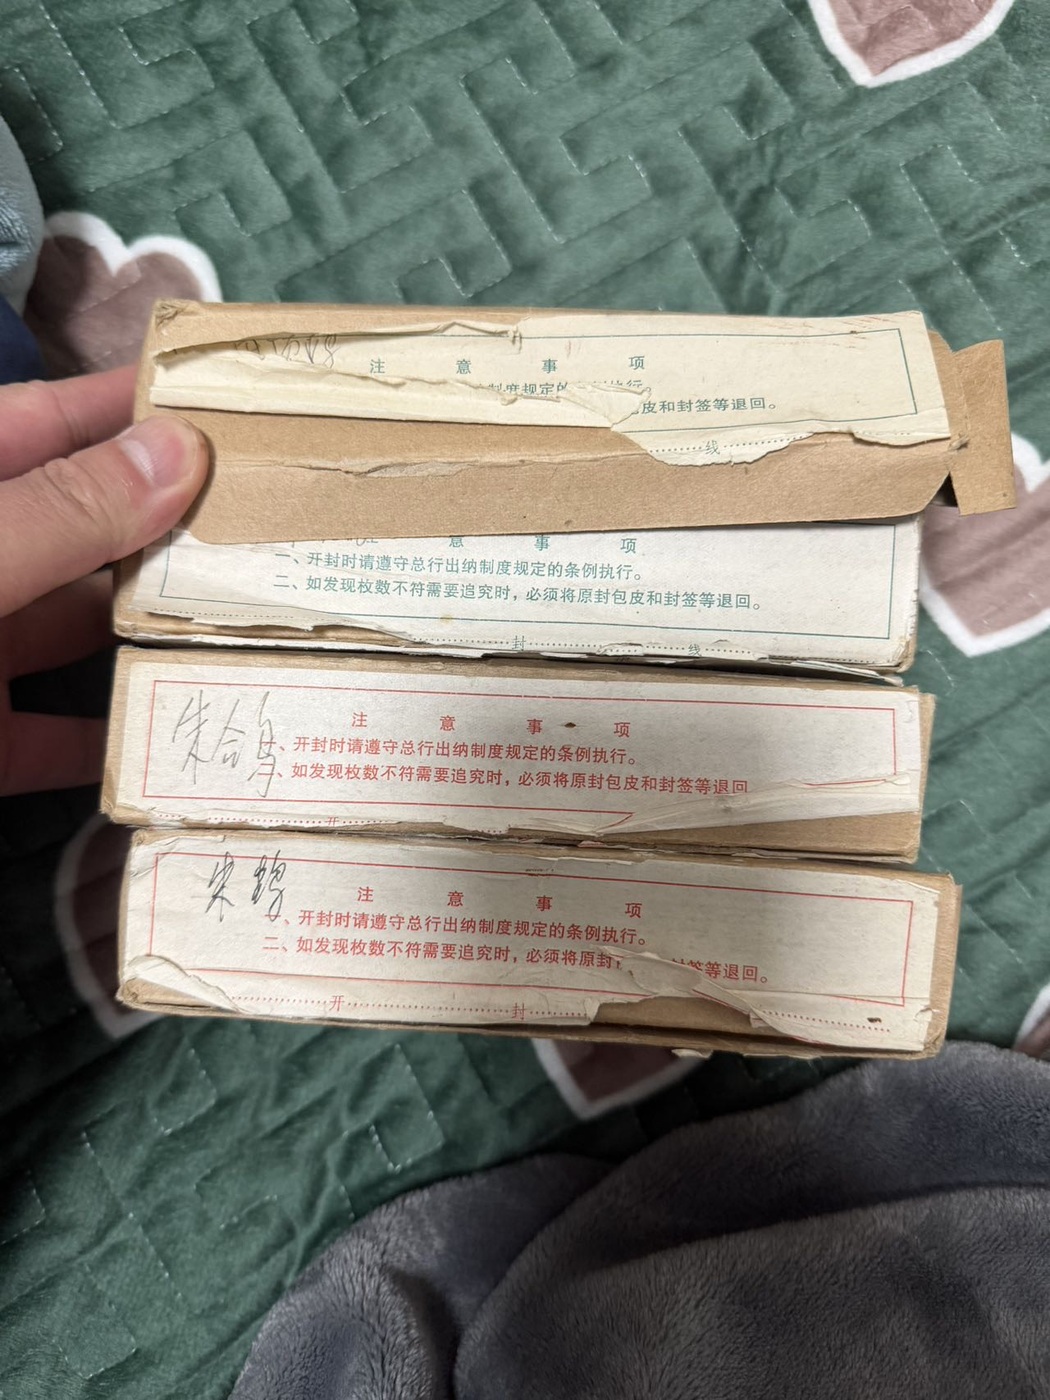 注 意 事 项
制度规定的
皮和封签等退回。
线
意 事 项
一、开封时请遵守总行出纳制度规定的条例执行。
二、如发现枚数不符需要追究时，必须将原封包皮和封签等退回。
封 线
注 意 事 项
、开封时请遵守总行出纳制度规定的条例执行。
、如发现枚数不符需要追究时，必须将原封包皮和封签等退回
开
注 意 事 项
、开封时请遵守总行出纳制度规定的条例执行。
二、如发现枚数不符需要追究时，必须将原封 签等退回。
开 封